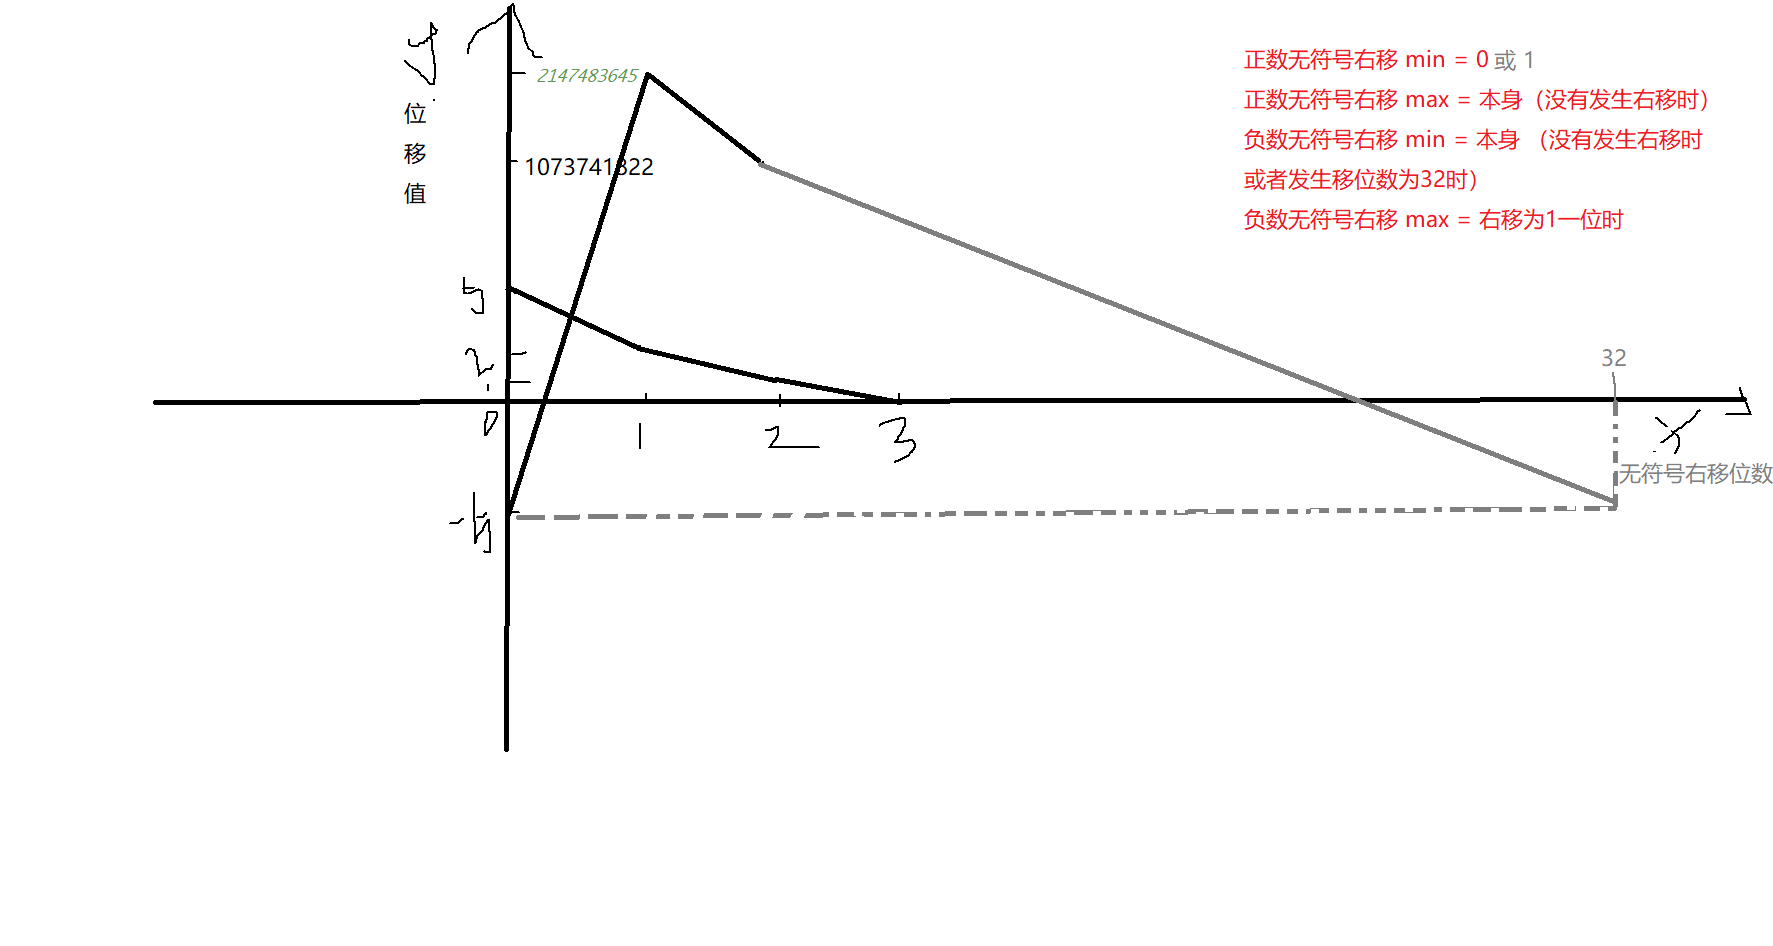 y
位
移
值
2147483645
1073741822
5
2
0
1
2
3
-5
32
x
无符号右移位数
正数无符号右移 min = 0 或 1
正数无符号右移 max = 本身（没有发生右移时）
负数无符号右移 min = 本身 （没有发生右移时
或者发生移位数为32时）
负数无符号右移 max = 右移为1一位时